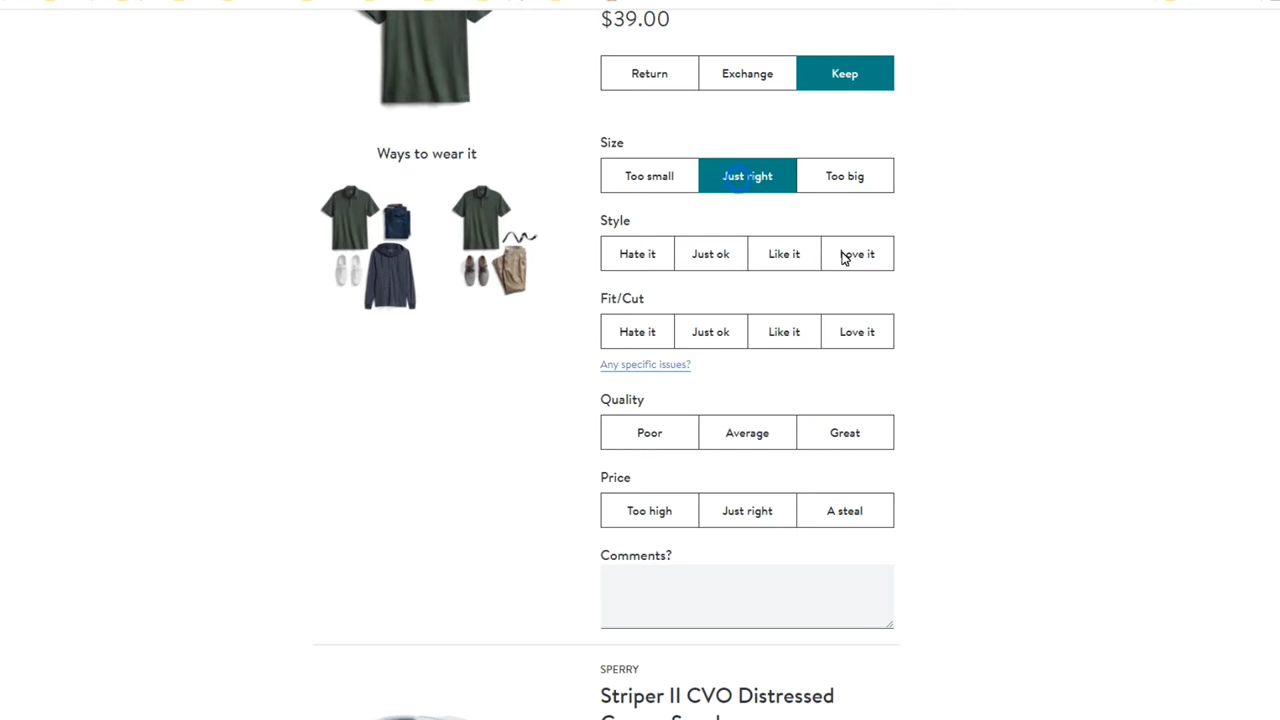 $39.00
Return Exchange Keep
Ways to wear it
Size
Too small Just right Too big
Style
Hate it Just ok Like it Love it
Fit/Cut
Hate it Just ok Like it Love it
Any specific issues?
Quality
Poor Average Great
Price
Too high Just right A steal
Comments?
SPERRY
Striper II CVO Distressed